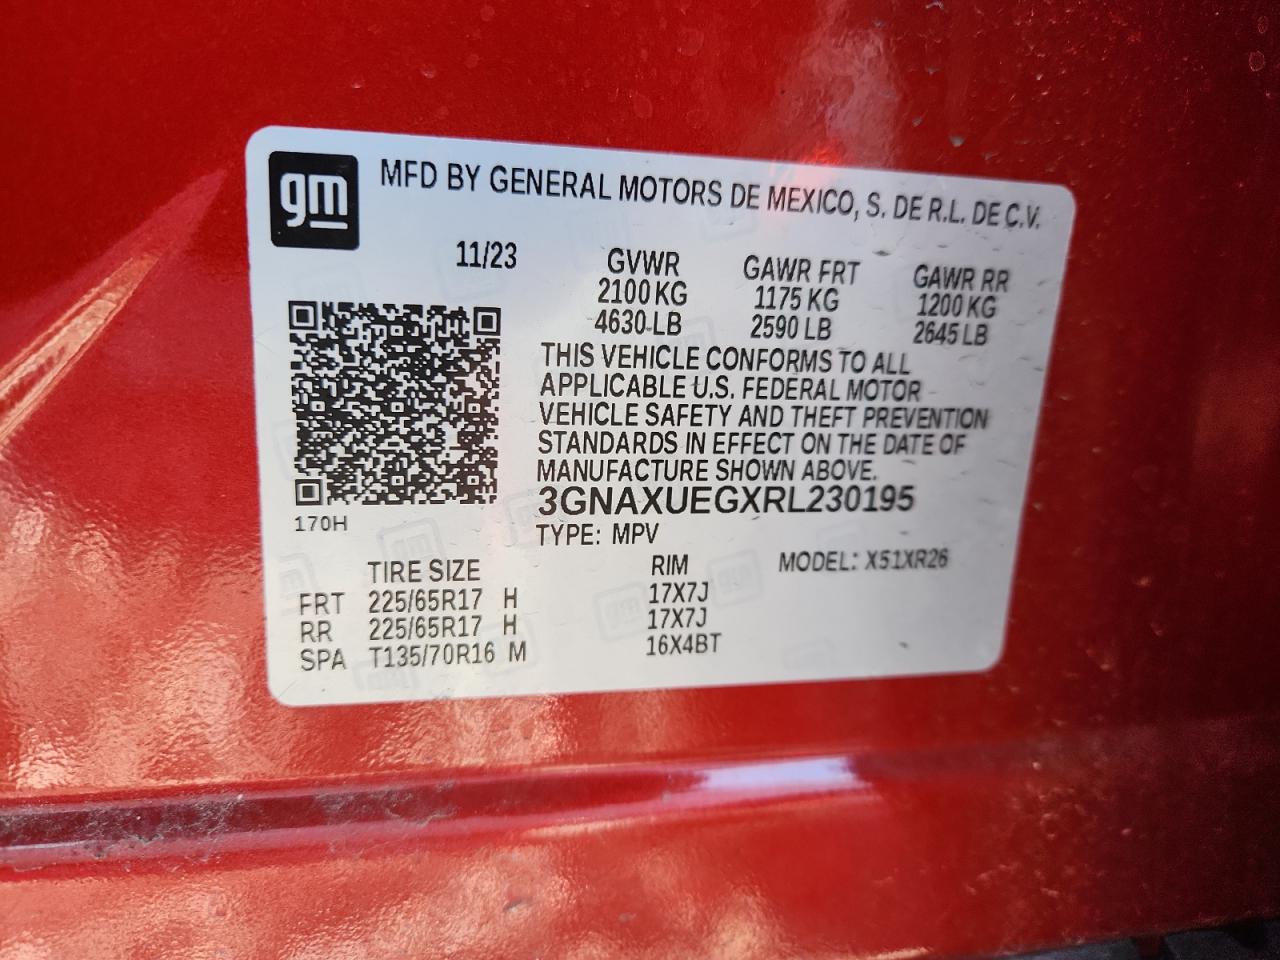 gm
MFD BY GENERAL MOTORS DE MEXICO, S. DE R.L. DE C.V.
11/23
GVWR GAWR FRT GAWR RR
2100 KG 1175 KG 1200 KG
4630 LB 2590 LB 2645 LB
THIS VEHICLE CONFORMS TO ALL
APPLICABLE U.S. FEDERAL MOTOR
VEHICLE SAFETY AND THEFT PREVENTION
STANDARDS IN EFFECT ON THE DATE OF
MANUFACTURE SHOWN ABOVE.
3GNAXUEGXRL230195
170H
TYPE: MPV
TIRE SIZE RIM MODEL: X51XR26
FRT 225/65R17 H 17X7J
RR 225/65R17 H 17X7J
SPA T135/70R16 M 16X4BT